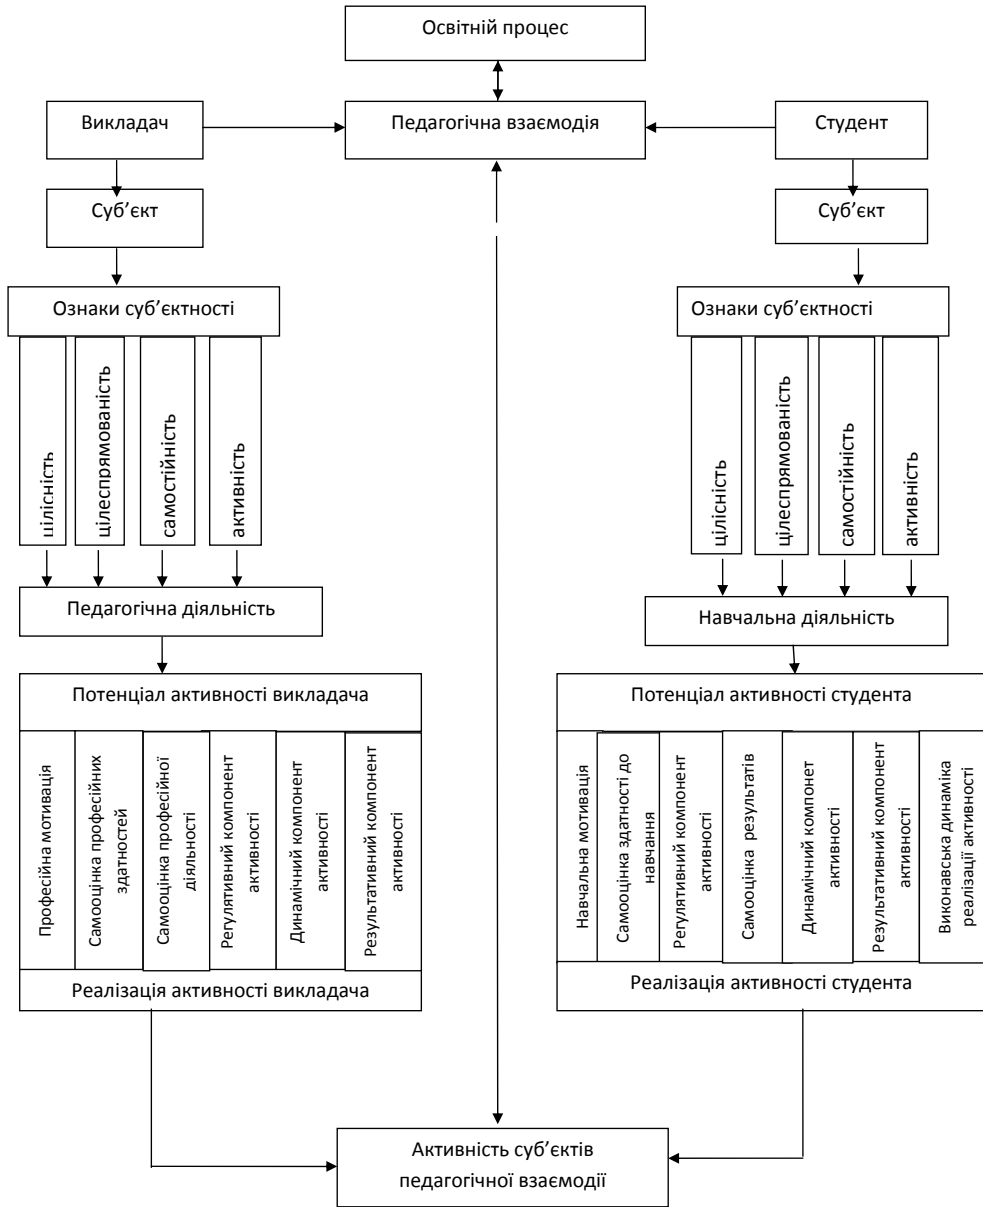 Освітній процес
Викладач
Педагогічна взаємодія
Студент
Суб’єкт
Суб’єкт
Ознаки суб’єктності
Ознаки суб’єктності
цілісність
цілеспрямованість
самостійність
активність
цілісність
цілеспрямованість
самостійність
активність
Педагогічна діяльність
Навчальна діяльність
Потенціал активності викладача
Потенціал активності студента
Професійна мотивація
Самооцінка професійних
здатностей
Самооцінка професійної
діяльності
Регулятивний компонент
активності
Динамічний компонент
активності
Результативний компонент
активності
Навчальна мотивація
Самооцінка здатності до
навчання
Регулятивний компонент
активності
Самооцінка результатів
Динамічний компонет
активності
Результативний компонент
активності
Виконавська динаміка
реалізації активності
Реалізація активності викладача
Реалізація активності студента
Активність суб’єктів
педагогічної взаємодії